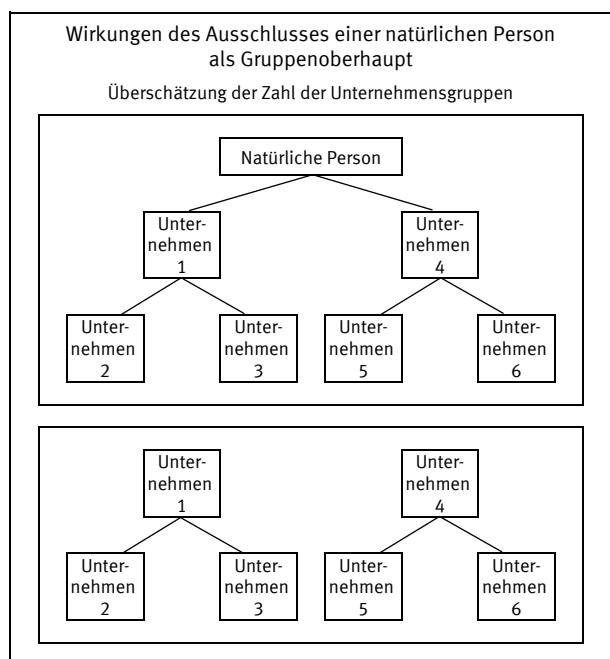 Wirkungen des Ausschlusses einer natürlichen Person
als Gruppenoberhaupt
Überschätzung der Zahl der Unternehmensgruppen
Natürliche Person
Unter-
nehmen
1
Unter-
nehmen
4
Unter-
nehmen
2
Unter-
nehmen
3
Unter-
nehmen
5
Unter-
nehmen
6
Unter-
nehmen
1
Unter-
nehmen
4
Unter-
nehmen
2
Unter-
nehmen
3
Unter-
nehmen
5
Unter-
nehmen
6